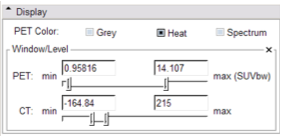 Display
PET Color: Grey Heat Spectrum
Window/Level
0.95816 14.107
PET: min max (SUVbw)
-164.84 215
CT: min max